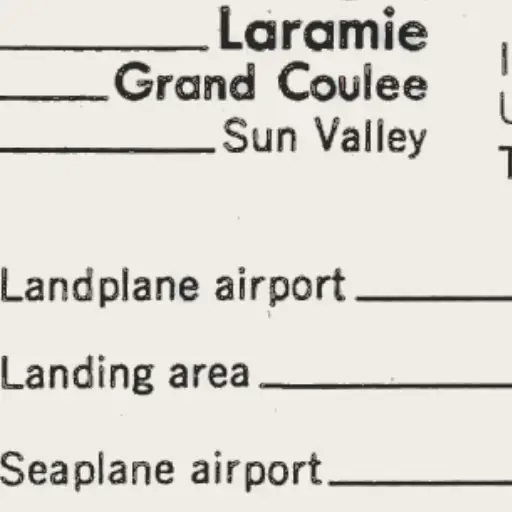 Laramie
Grand Coulee
Sun Valley
Landplane airport
Landing area
Seaplane airport